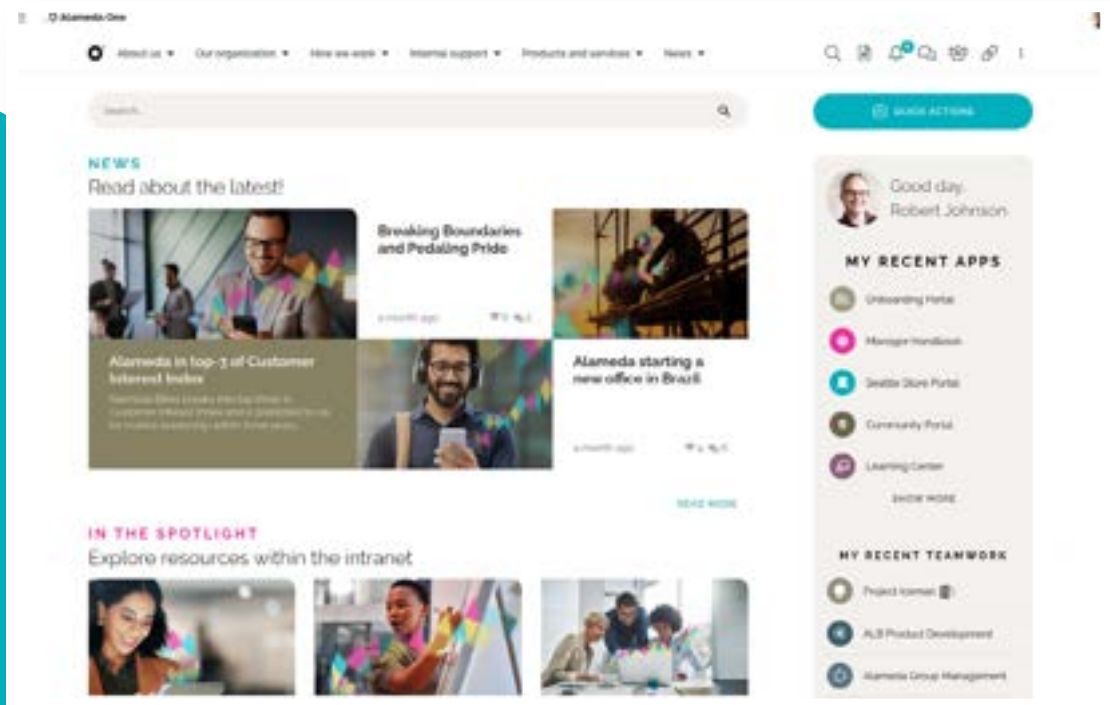 Alameda One
About us
Our organization
How we work
Internal support
Products and services
News
Search...
QUICK ACTIONS
NEWS
Read about the latest!
Breaking Boundaries
and Pedaling Pride
a month ago
Alameda in top-3 of Customer
Interest Index
Alameda starting a
new office in Brazil
a month ago
READ MORE
IN THE SPOTLIGHT
Explore resources within the intranet
Good day,
Robert Johnson
MY RECENT APPS
Onboarding Portal
Manager Handbook
Seattle Store Portal
Community Portal
Learning Center
SHOW MORE
MY RECENT TEAMWORK
Project Icons
ALB Product Development
Alameda Group Management